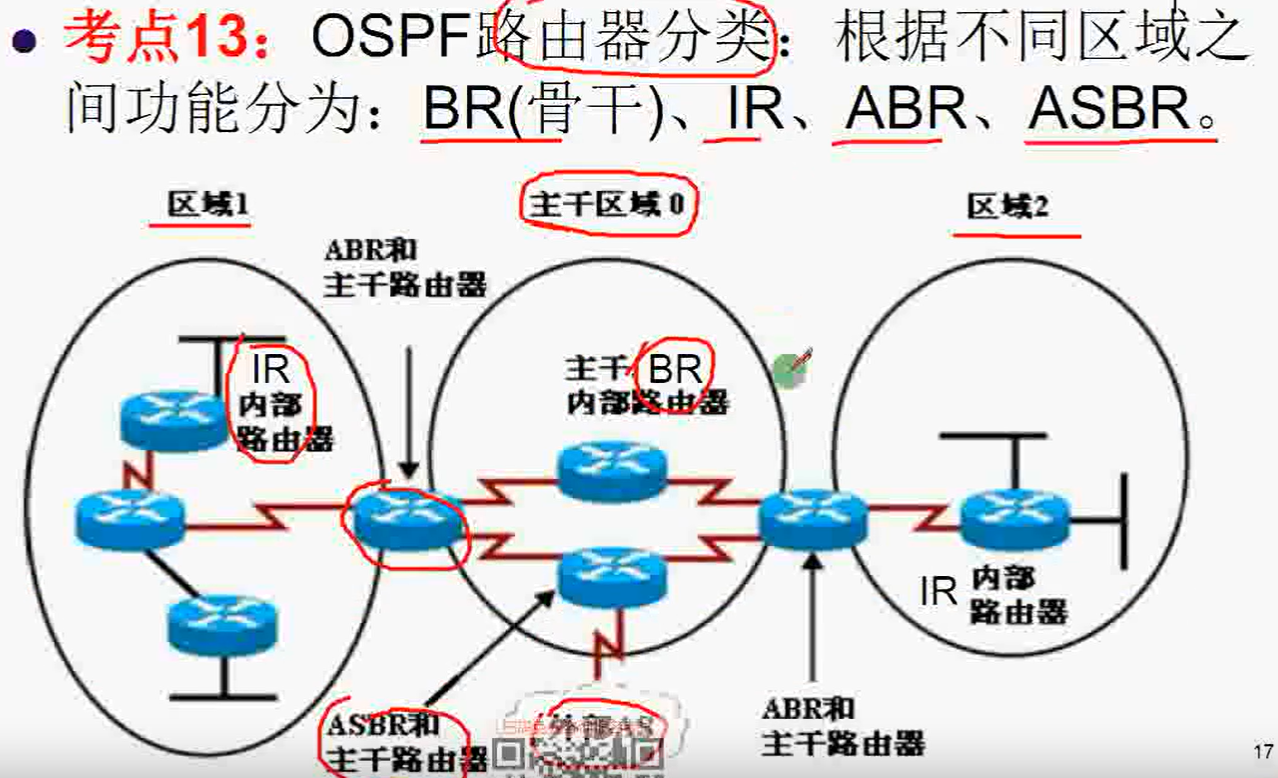 • 考点13：OSPF路由器分类：根据不同区域之
间功能分为：BR(骨干)、IR、ABR、ASBR。
区域1
主干区域0
区域2
ABR和
主干路由器
IR
内部
路由器
主干 BR
内部路由器
IR 内部
路由器
ASBR和
主干路由器
ABR和
主干路由器
17